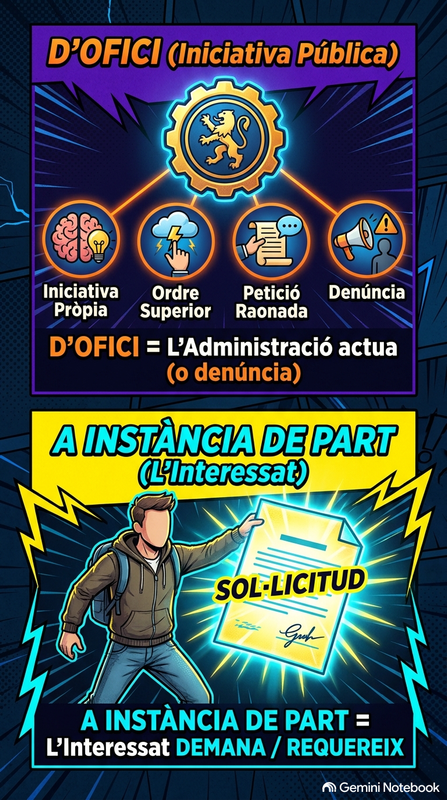 D'OFICI (Iniciativa Pública)
Iniciativa
Pròpia
Ordre
Superior
Petició
Raonada
Denúncia
D'OFICI = L'Administració actua
(o denúncia)
A INSTÀNCIA DE PART
(L'Interessat)
SOL·LICITUD
A INSTÀNCIA DE PART =
L'Interessat DEMANA / REQUEREIX
Gemini Notebook